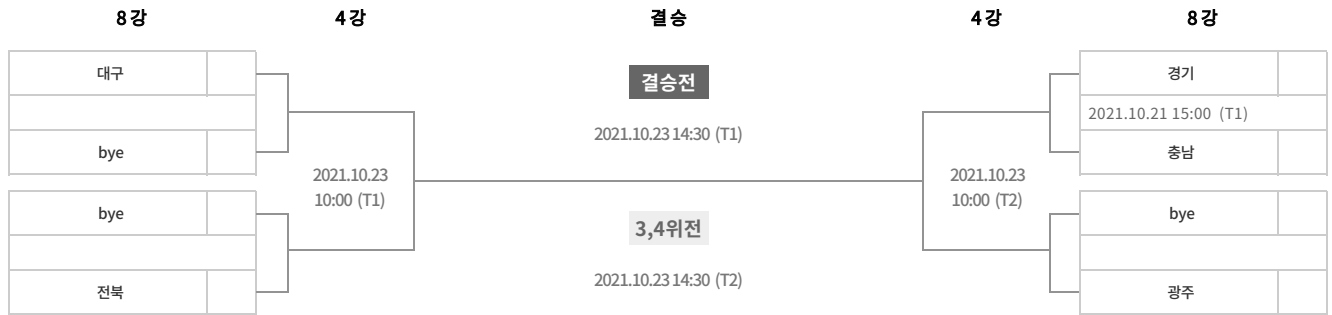 8강 4강 결승 4강 8강
대구
bye
bye
전북
2021.10.23
10:00 (T1)
결승전
2021.10.23 14:30 (T1)
3,4위전
2021.10.23 14:30 (T2)
2021.10.23
10:00 (T2)
경기
2021.10.21 15:00 (T1)
충남
bye
광주